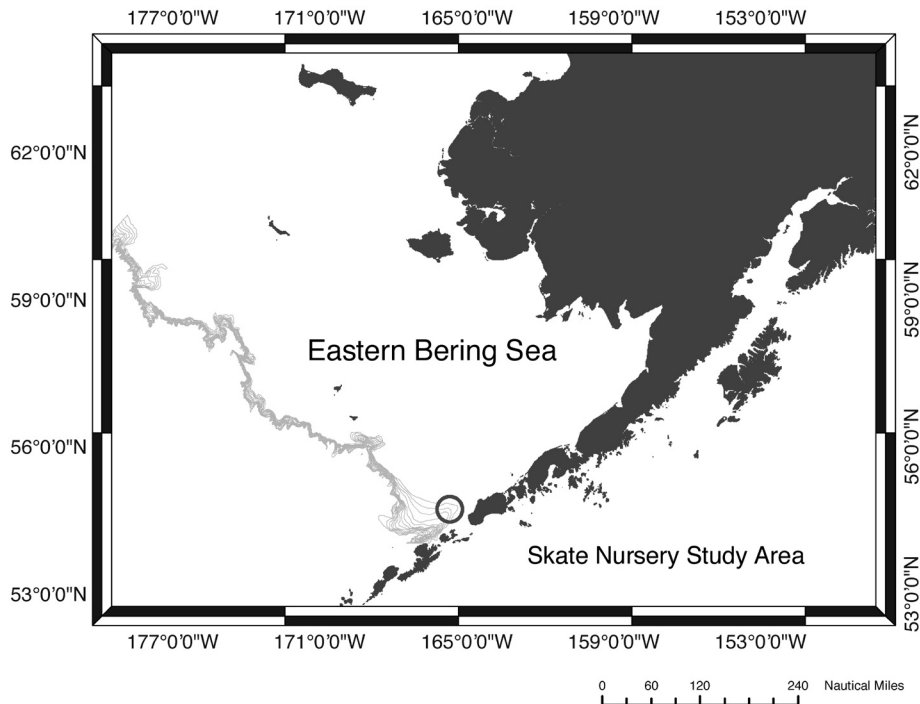 177°0'0"W 171°0'0"W 165°0'0"W 159°0'0"W 153°0'0"W
62°0'0"N 62°0'0"N
59°0'0"N 59°0'0"N
Eastern Bering Sea
56°0'0"N 56°0'0"N
Skate Nursery Study Area
53°0'0"N 53°0'0"N
177°0'0"W 171°0'0"W 165°0'0"W 159°0'0"W 153°0'0"W
0 60 120 240 Nautical Miles